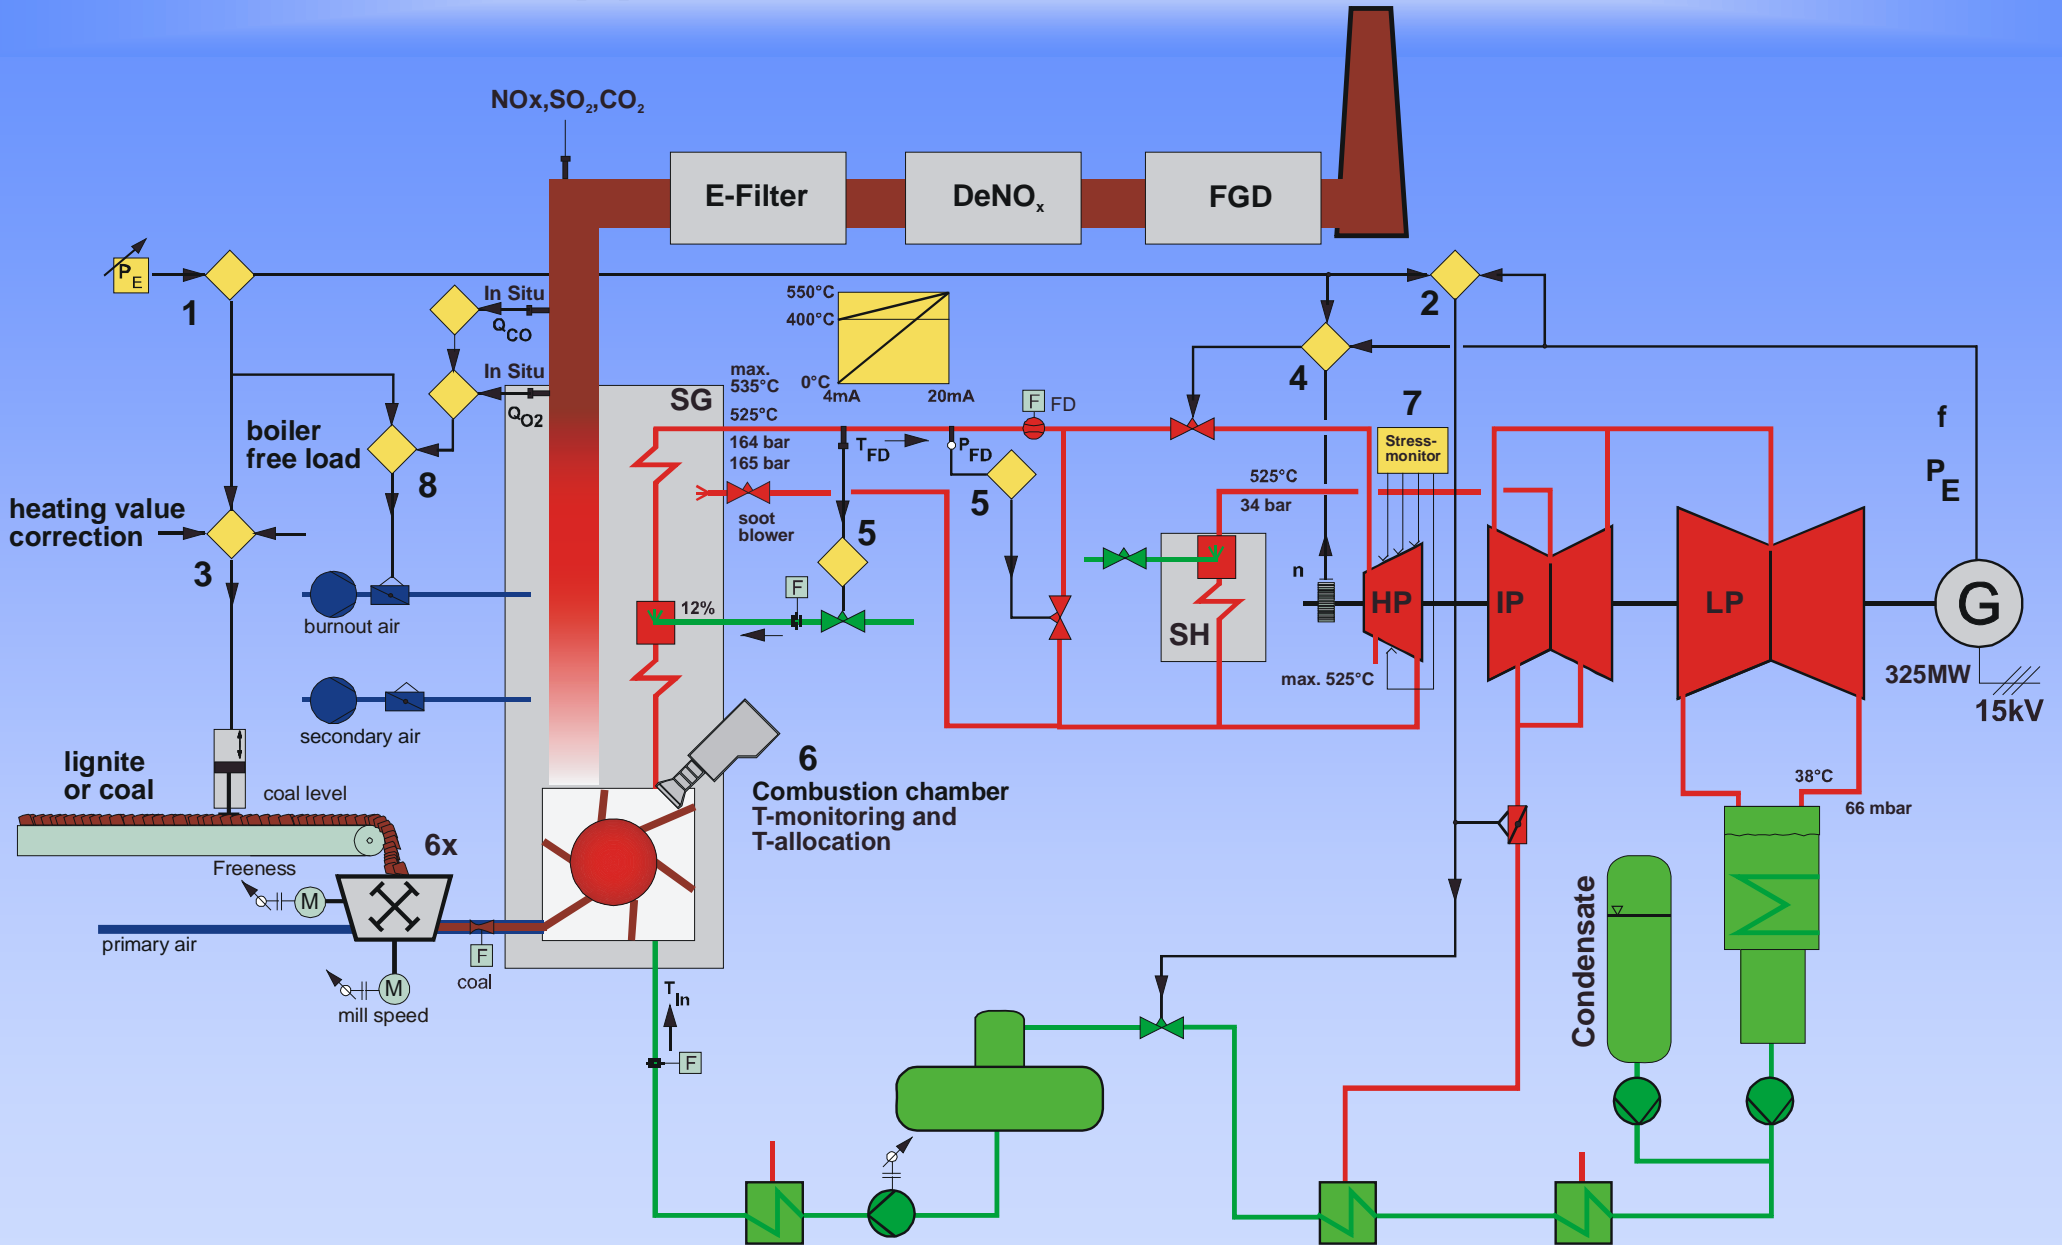 NOx,SO2,CO2
E-Filter
DeNOx
FGD
PE
1
In Situ
QCO
In Situ
QO2
boiler
free load
8
heating value
correction
3
burnout air
secondary air
lignite
or coal
coal level
6x
Freeness
M
primary air
F
coal
M
mill speed
SG
max.
535°C
525°C
164 bar
165 bar
550°C
400°C
0°C
4mA
20mA
TFD
PFD
F
FD
soot
blower
5
5
F
12%
6
Combustion chamber
T-monitoring and
T-allocation
TIn
F
2
4
7
Stress-
monitor
525°C
34 bar
SH
n
HP
IP
LP
G
f
PE
max. 525°C
325MW
15kV
38°C
66 mbar
Condensate